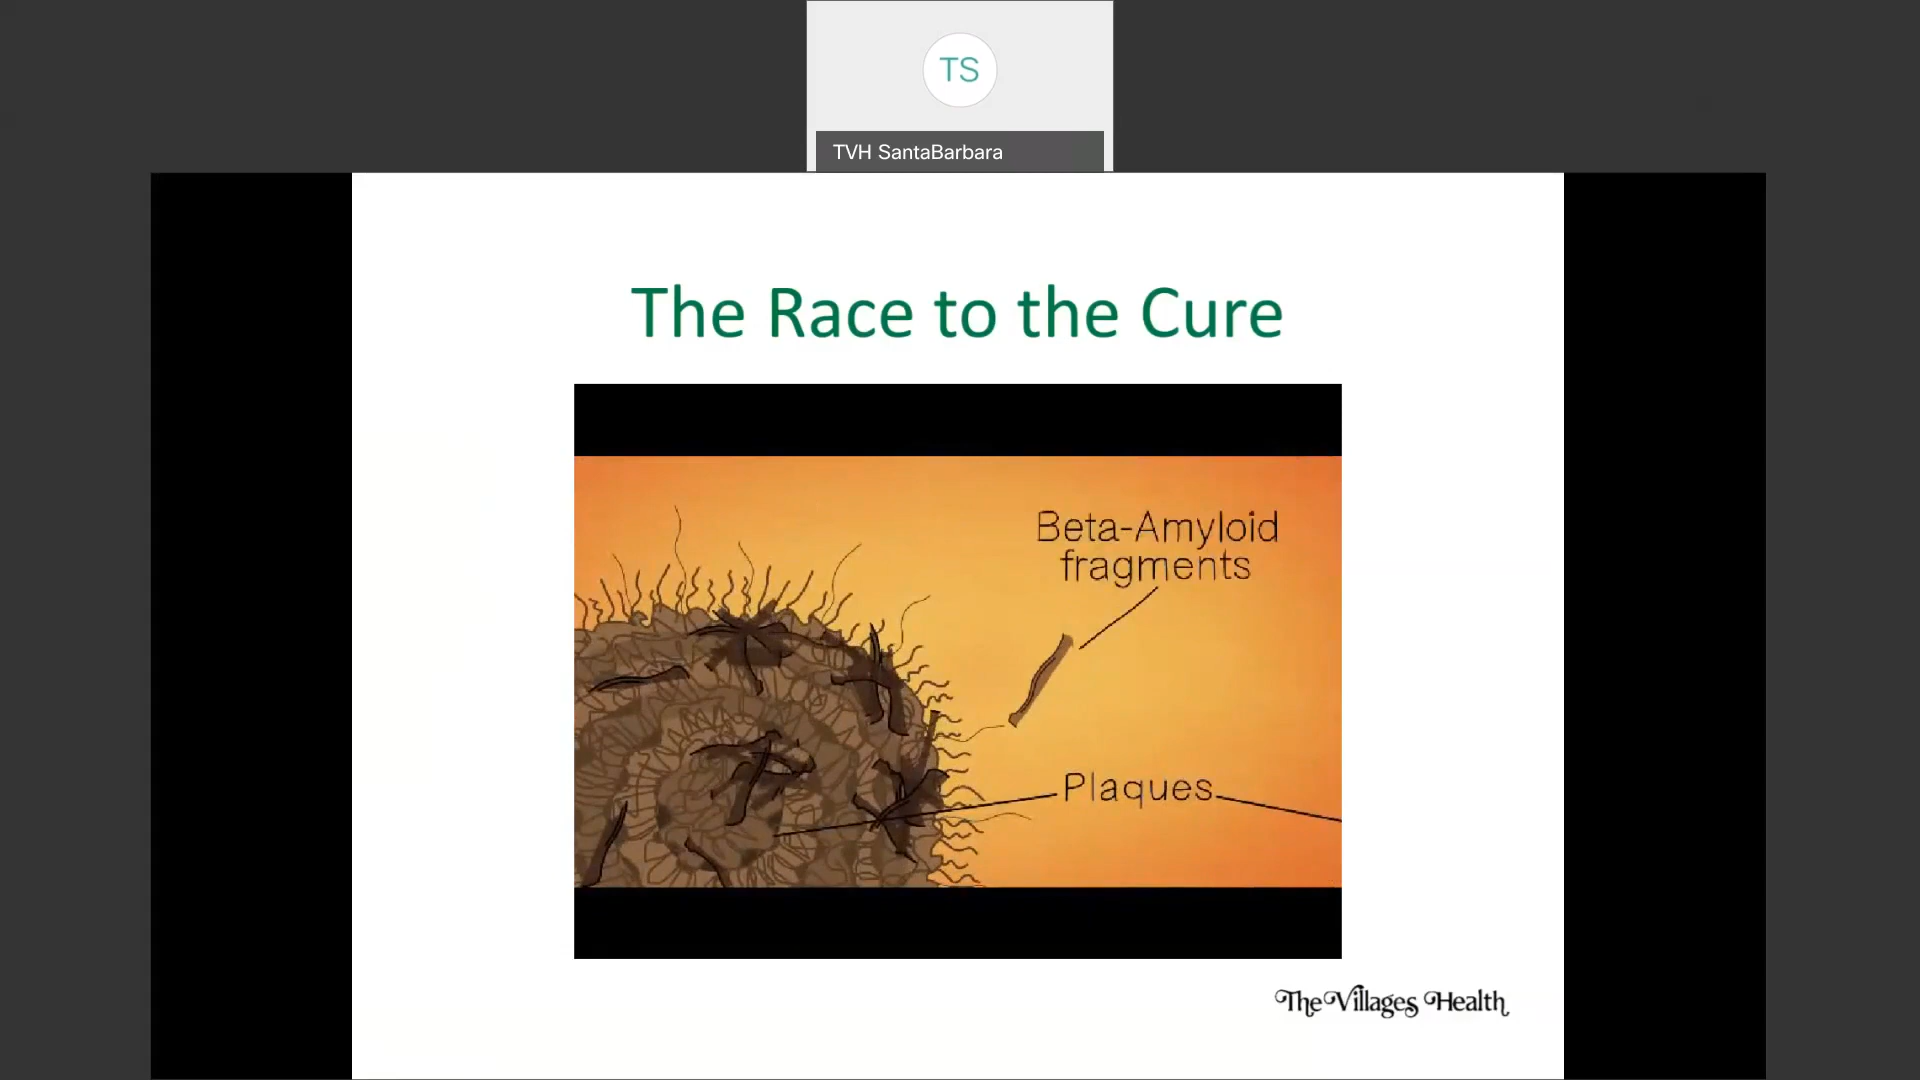 TS
TVH SantaBarbara
The Race to the Cure
Beta-Amyloid
fragments
Plaques
The Villages Health